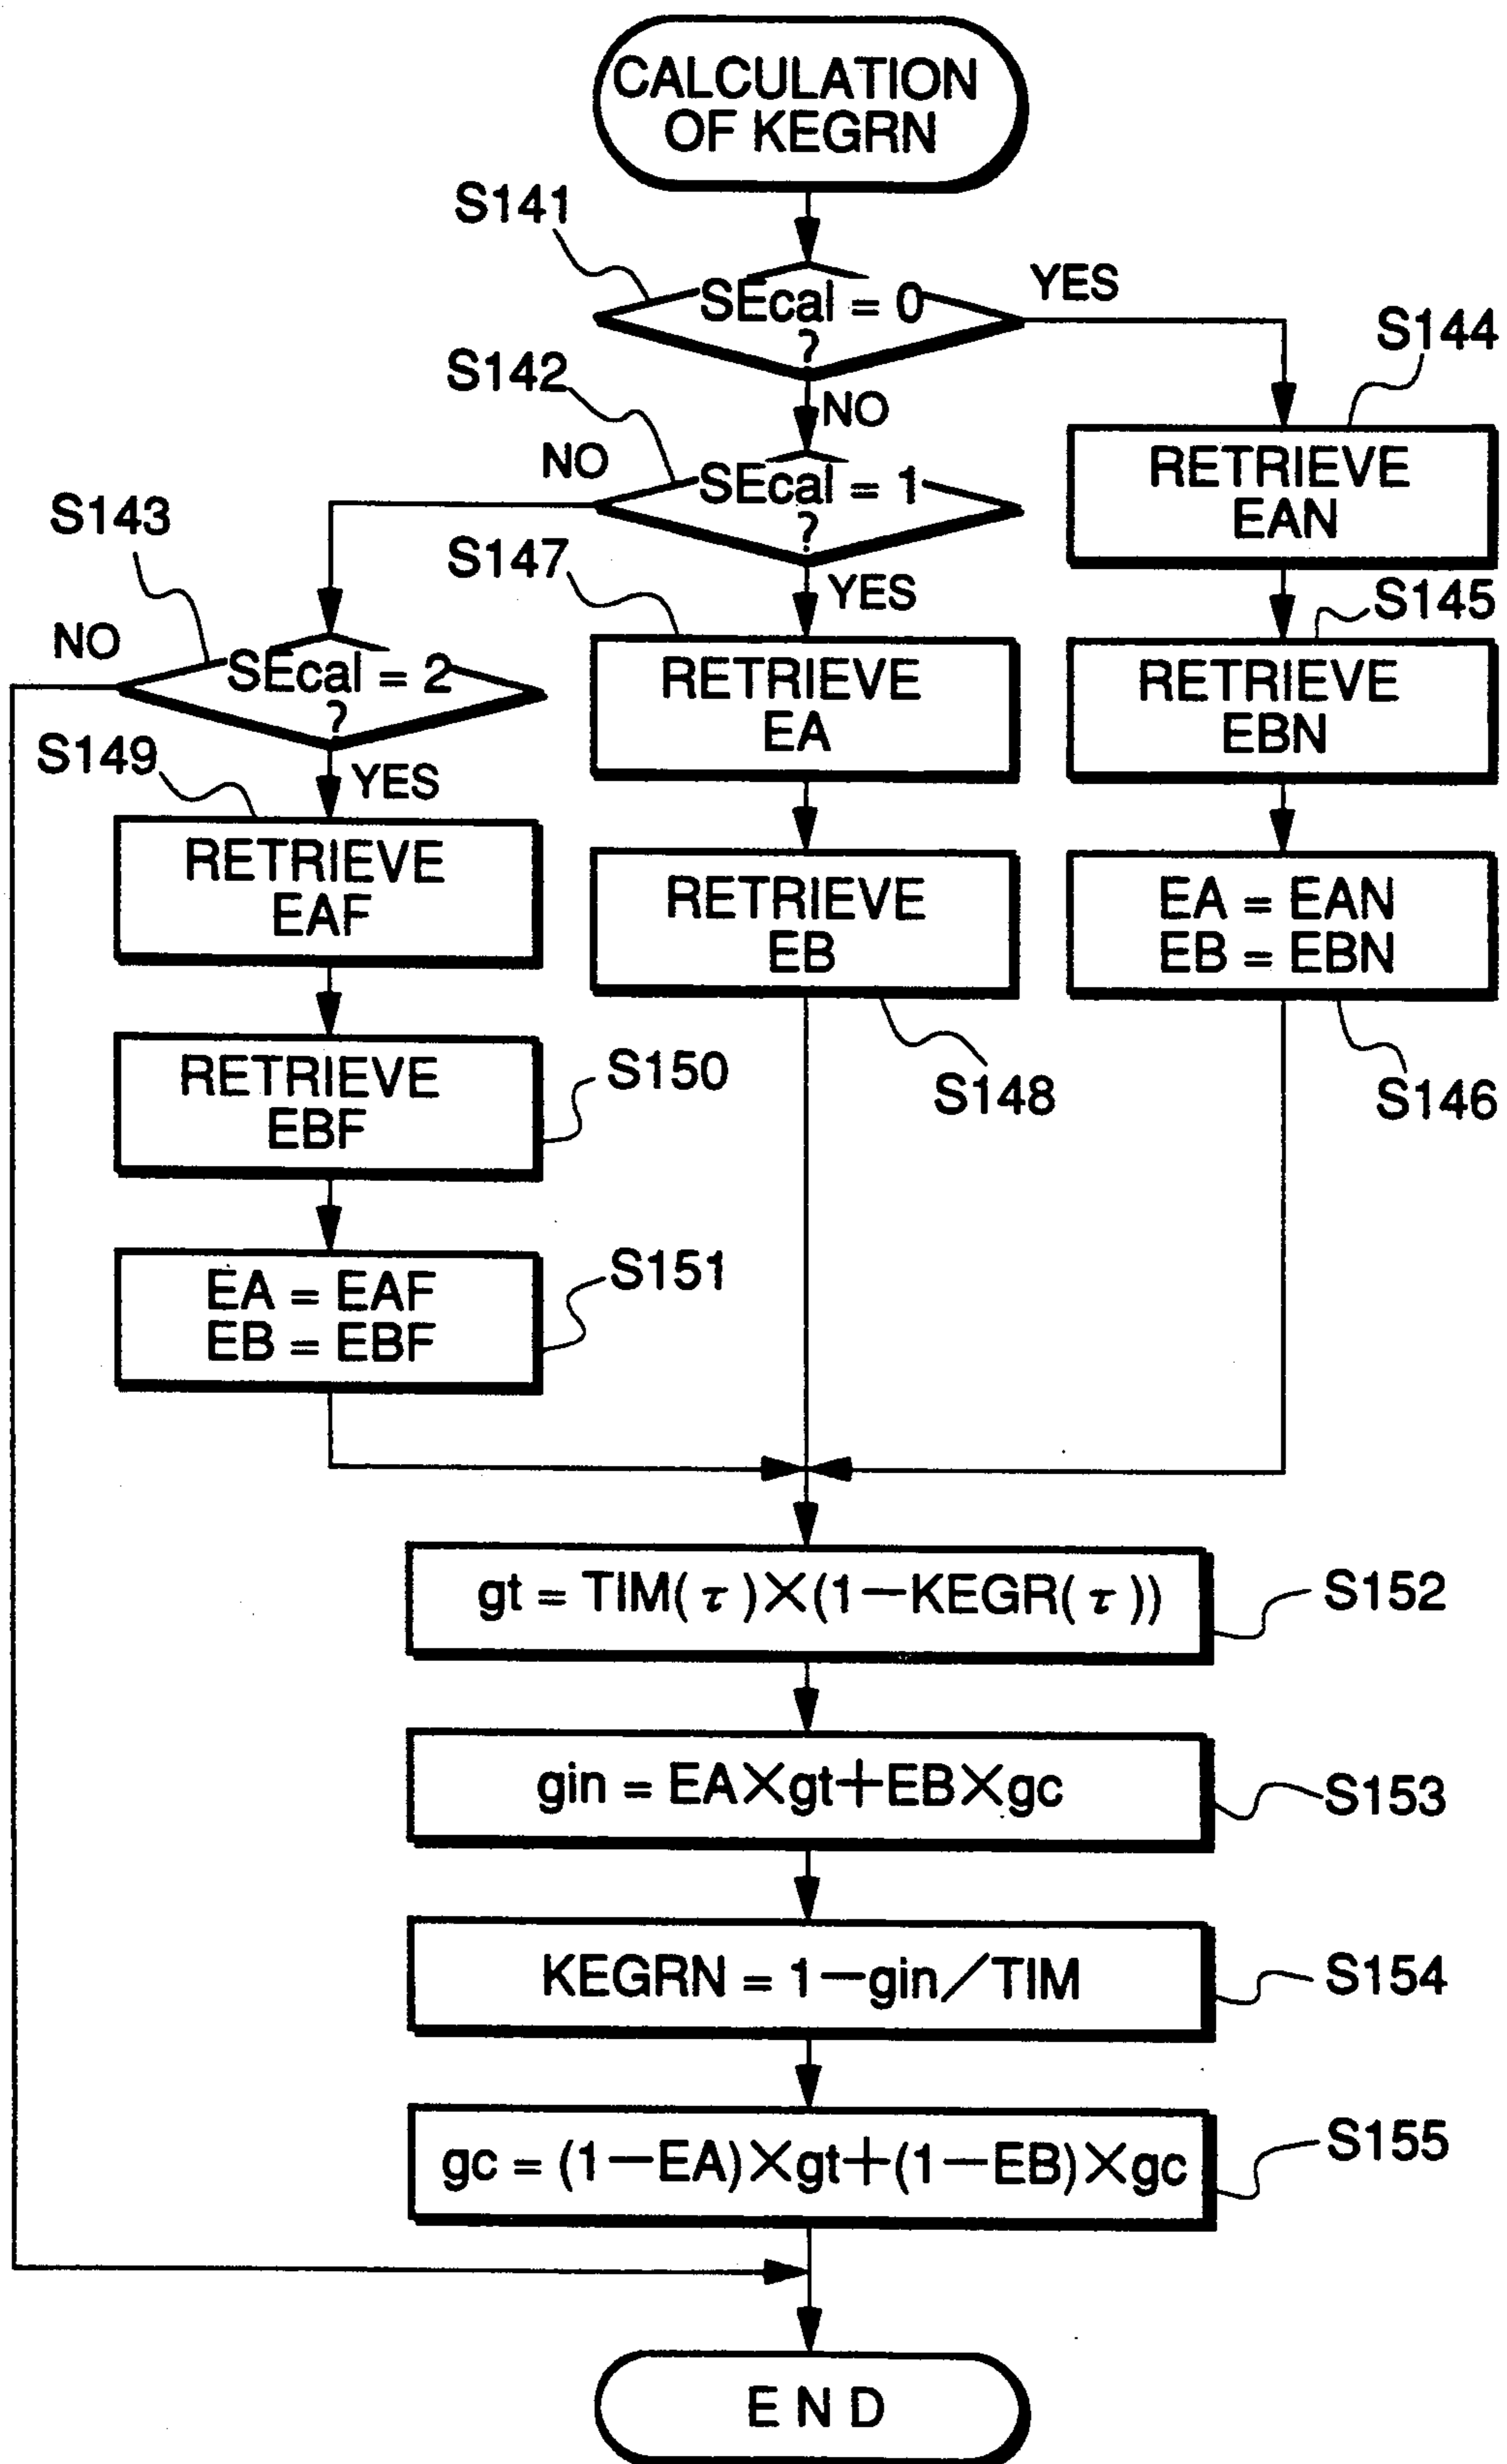 CALCULATION
OF KEGRN
S141
SEcal = 0
?
YES
NO
S142
SEcal = 1
?
NO
YES
S143
SEcal = 2
?
NO
YES
S144
RETRIEVE
EAN
S145
RETRIEVE
EBN
EA = EAN
EB = EBN
S146
S147
RETRIEVE
EA
RETRIEVE
EB
S148
S149
RETRIEVE
EAF
RETRIEVE
EBF
S150
EA = EAF
EB = EBF
S151
gt = TIM(τ)×(1−KEGR(τ))
S152
gin = EA×gt+EB×gc
S153
KEGRN = 1−gin/TIM
S154
gc = (1−EA)×gt+(1−EB)×gc
S155
END